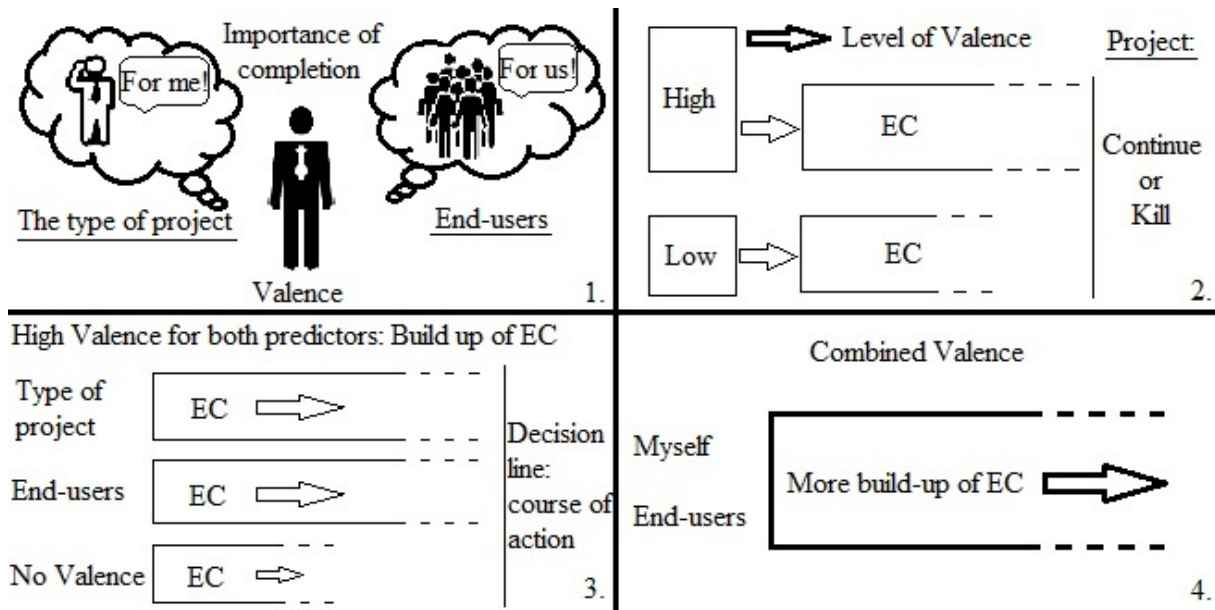 Importance of
completion
For me!
For us!
The type of project
End-users
Valence
1.
Level of Valence
Project:
High
EC
Continue
or
Kill
Low
EC
2.
High Valence for both predictors: Build up of EC
Type of
project
EC
End-users
EC
No Valence
EC
Decision
line:
course of
action
3.
Combined Valence
Myself
More build-up of EC
End-users
4.